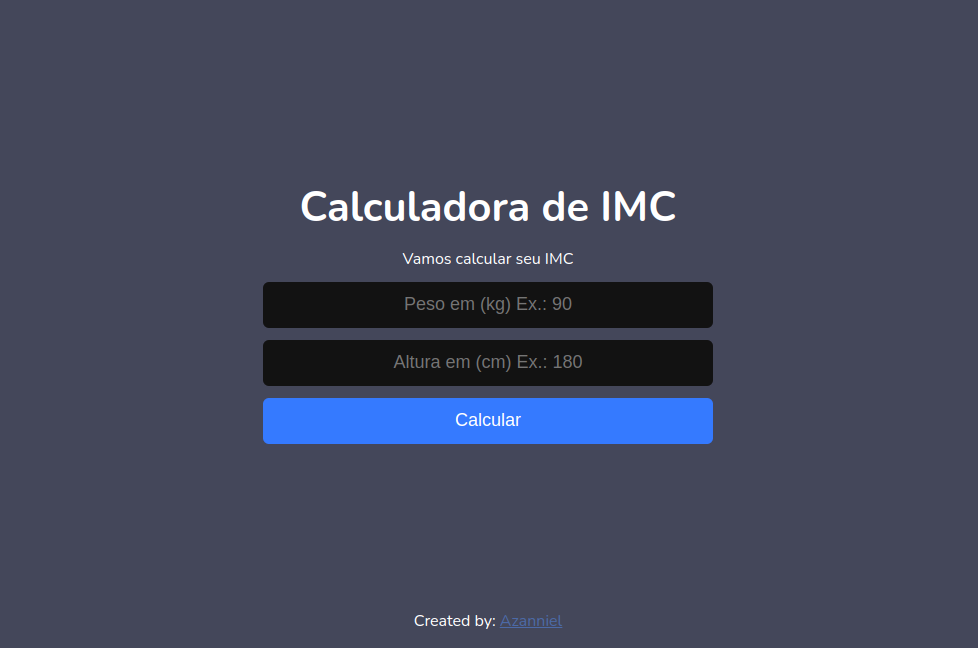 Calculadora de IMC
Vamos calcular seu IMC
Peso em (kg) Ex.: 90
Altura em (cm) Ex.: 180
Calcular
Created by: Azanniel